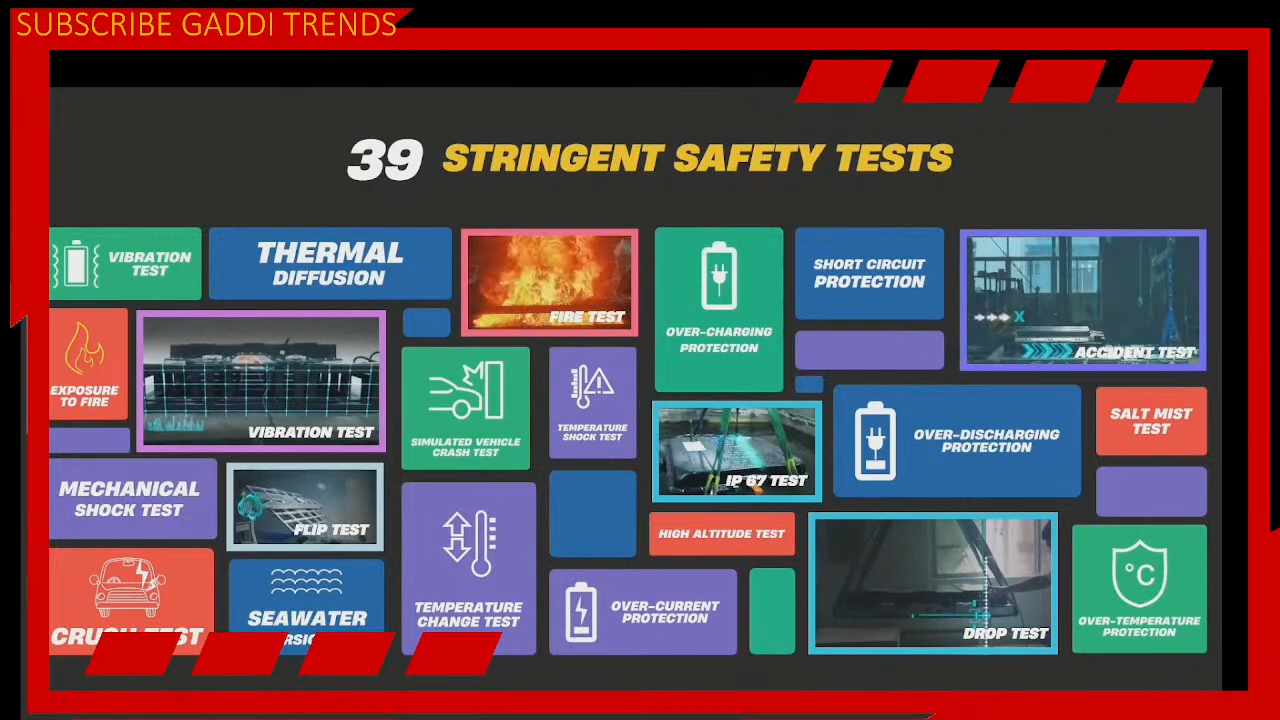 SUBSCRIBE GADDI TRENDS
39 STRINGENT SAFETY TESTS
VIBRATION
TEST
THERMAL
DIFFUSION
FIRE TEST
OVER-CHARGING
PROTECTION
SHORT CIRCUIT
PROTECTION
X
ACCIDENT TEST
EXPOSURE
TO FIRE
VIBRATION TEST
SIMULATED VEHICLE
CRASH TEST
TEMPERATURE
SHOCK TEST
IP 67 TEST
OVER-DISCHARGING
PROTECTION
SALT MIST
TEST
MECHANICAL
SHOCK TEST
FLIP TEST
TEMPERATURE
CHANGE TEST
HIGH ALTITUDE TEST
DROP TEST
°C
OVER-TEMPERATURE
PROTECTION
CRUSH TEST
SEAWATER
OVER-CURRENT
PROTECTION